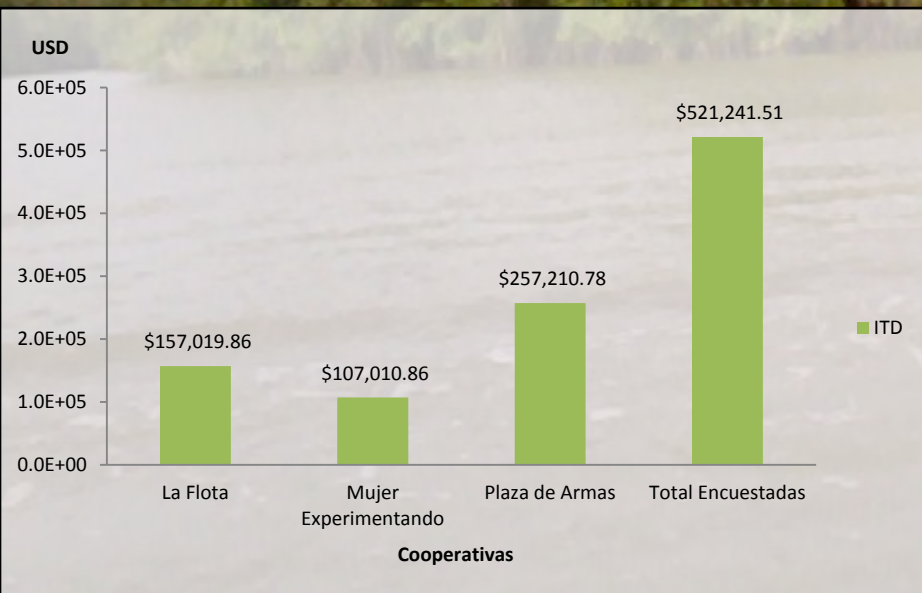 USD
6.0E+05
5.0E+05
4.0E+05
3.0E+05
2.0E+05
1.0E+05
0.0E+00
$157,019.86
$107,010.86
$257,210.78
$521,241.51
La Flota
Mujer
Experimentando
Plaza de Armas
Total Encuestadas
Cooperativas
ITD